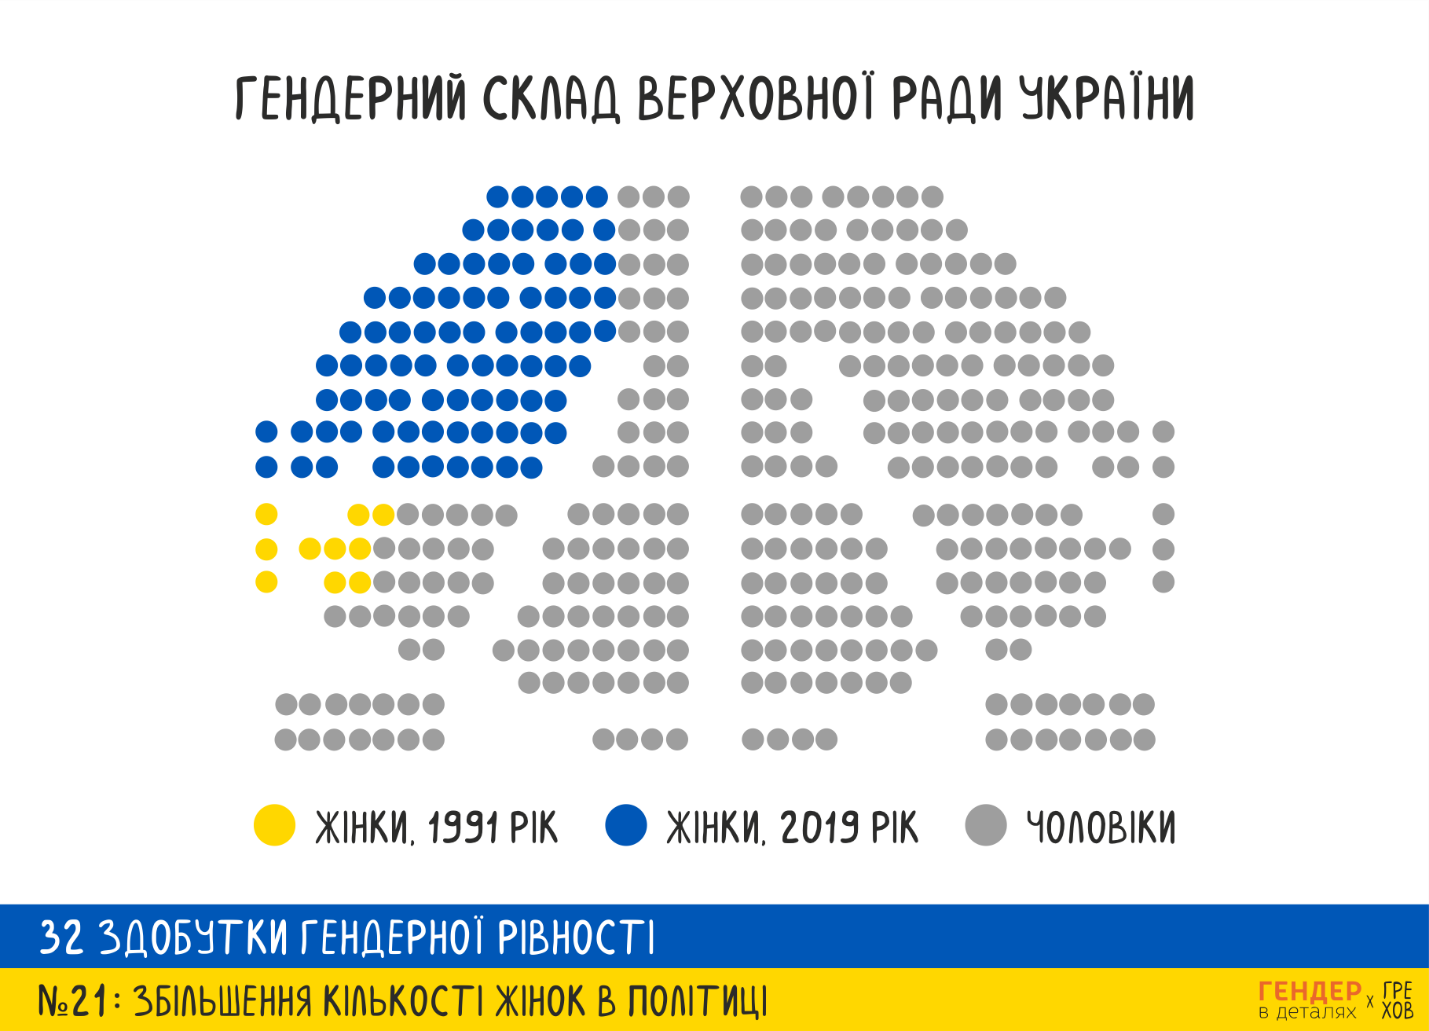 ГЕНДЕРНИЙ СКЛАД ВЕРХОВНОЇ РАДИ УКРАЇНИ
ЖІНКИ, 1991 РІК ЖІНКИ, 2019 РІК ЧОЛОВІКИ
32 ЗДОБУТКИ ГЕНДЕРНОЇ РІВНОСТІ
№21: ЗБІЛЬШЕННЯ КІЛЬКОСТІ ЖІНОК В ПОЛІТИЦІ
ГЕНДЕР
в деталях
х
ГРЕ
ХОВ